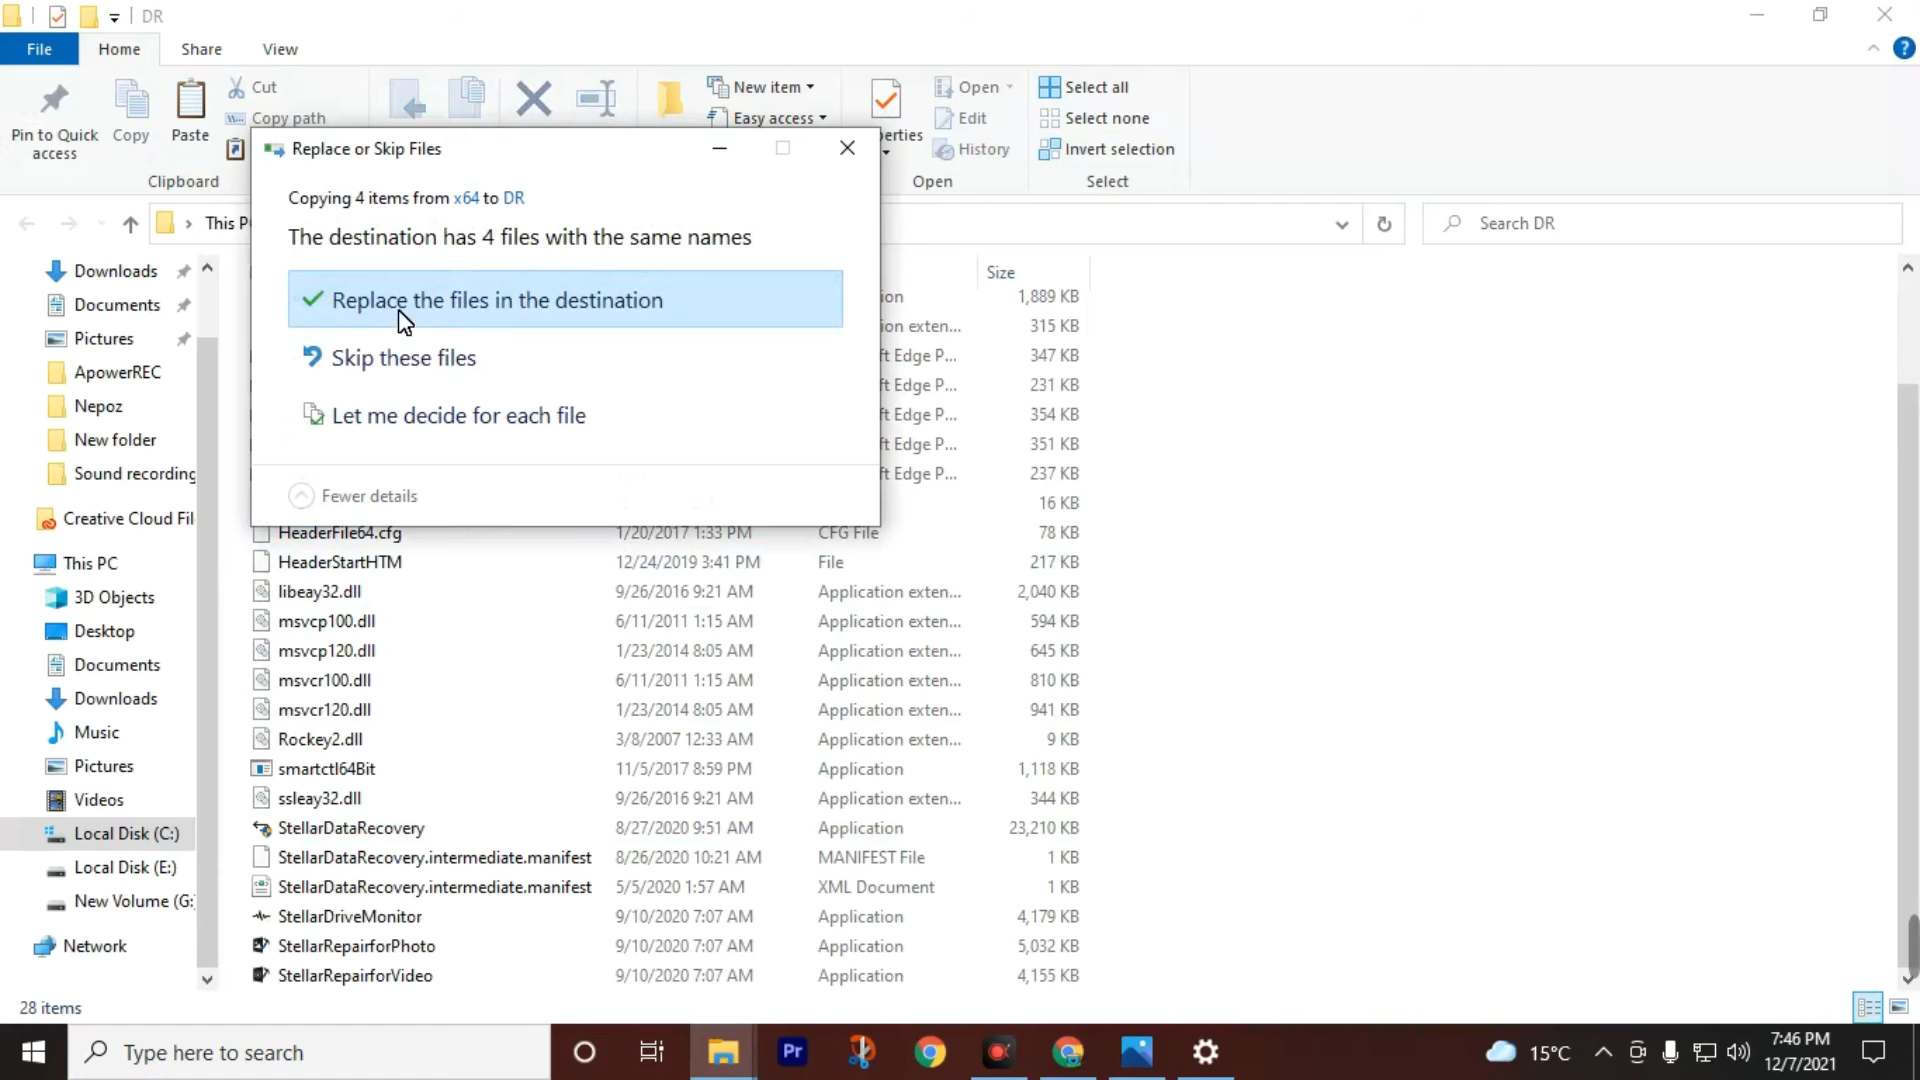 DR
File Home Share View
Pin to Quick access
Copy
Paste
Cut
Copy path
Clipboard
New item
Easy access
erties
Open
Edit
History
Open
Select all
Select none
Invert selection
Select
This P
Search DR
Replace or Skip Files
Copying 4 items from x64 to DR
The destination has 4 files with the same names
Replace the files in the destination
Skip these files
Let me decide for each file
Fewer details
Downloads
Documents
Pictures
ApowerREC
Nepoz
New folder
Sound recording
Creative Cloud Fil
This PC
3D Objects
Desktop
Documents
Downloads
Music
Pictures
Videos
Local Disk (C:)
Local Disk (E:)
New Volume (G:
Network
Size
ion 1,889 KB
ion exten... 315 KB
ft Edge P... 347 KB
ft Edge P... 231 KB
ft Edge P... 354 KB
ft Edge P... 351 KB
ft Edge P... 237 KB
16 KB
HeaderFile64.cfg 1/20/2017 1:33 PM CFG File 78 KB
HeaderStartHTM 12/24/2019 3:41 PM File 217 KB
libeay32.dll 9/26/2016 9:21 AM Application exten... 2,040 KB
msvcp100.dll 6/11/2011 1:15 AM Application exten... 594 KB
msvcp120.dll 1/23/2014 8:05 AM Application exten... 645 KB
msvcr100.dll 6/11/2011 1:15 AM Application exten... 810 KB
msvcr120.dll 1/23/2014 8:05 AM Application exten... 941 KB
Rockey2.dll 3/8/2007 12:33 AM Application exten... 9 KB
smartctl64Bit 11/5/2017 8:59 PM Application 1,118 KB
ssleay32.dll 9/26/2016 9:21 AM Application exten... 344 KB
StellarDataRecovery 8/27/2020 9:51 AM Application 23,210 KB
StellarDataRecovery.intermediate.manifest 8/26/2020 10:21 AM MANIFEST File 1 KB
StellarDataRecovery.intermediate.manifest 5/5/2020 1:57 AM XML Document 1 KB
StellarDriveMonitor 9/10/2020 7:07 AM Application 4,179 KB
StellarRepairforPhoto 9/10/2020 7:07 AM Application 5,032 KB
StellarRepairforVideo 9/10/2020 7:07 AM Application 4,155 KB
28 items
Type here to search
Pr
15°C
7:46 PM
12/7/2021